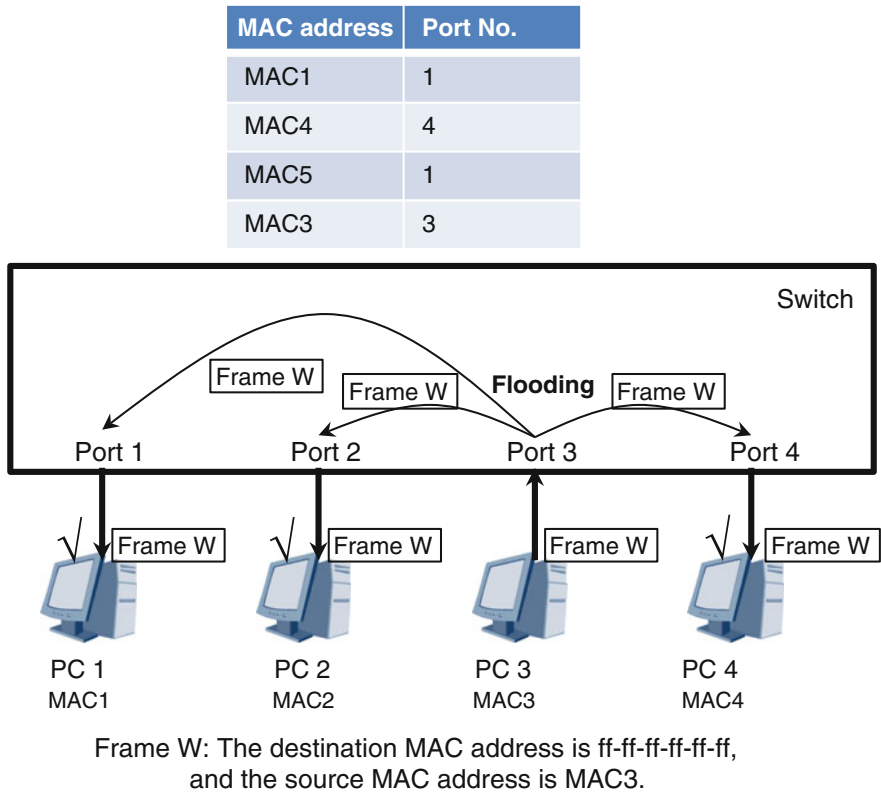 MAC address Port No.
MAC1 1
MAC4 4
MAC5 1
MAC3 3
Switch
Frame W
Frame W
Flooding
Frame W
Port 1 Port 2 Port 3 Port 4
Frame W Frame W Frame W Frame W
PC 1 PC 2 PC 3 PC 4
MAC1 MAC2 MAC3 MAC4
Frame W: The destination MAC address is ff-ff-ff-ff-ff-ff,
and the source MAC address is MAC3.